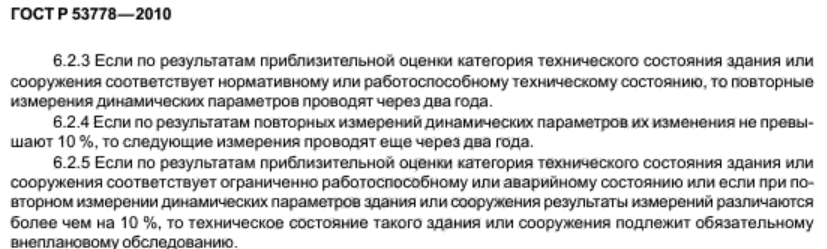 ГОСТ Р 53778—2010
6.2.3 Если по результатам приблизительной оценки категория технического состояния здания или
сооружения соответствует нормативному или работоспособному техническому состоянию, то повторные
измерения динамических параметров проводят через два года.
6.2.4 Если по результатам повторных измерений динамических параметров их изменения не превы-
шают 10 %, то следующие измерения проводят еще через два года.
6.2.5 Если по результатам приблизительной оценки категория технического состояния здания или
сооружения соответствует ограниченно работоспособному или аварийному состоянию или если при по-
вторном измерении динамических параметров здания или сооружения результаты измерений различаются
более чем на 10 %, то техническое состояние такого здания или сооружения подлежит обязательному
внеплановому обследованию.